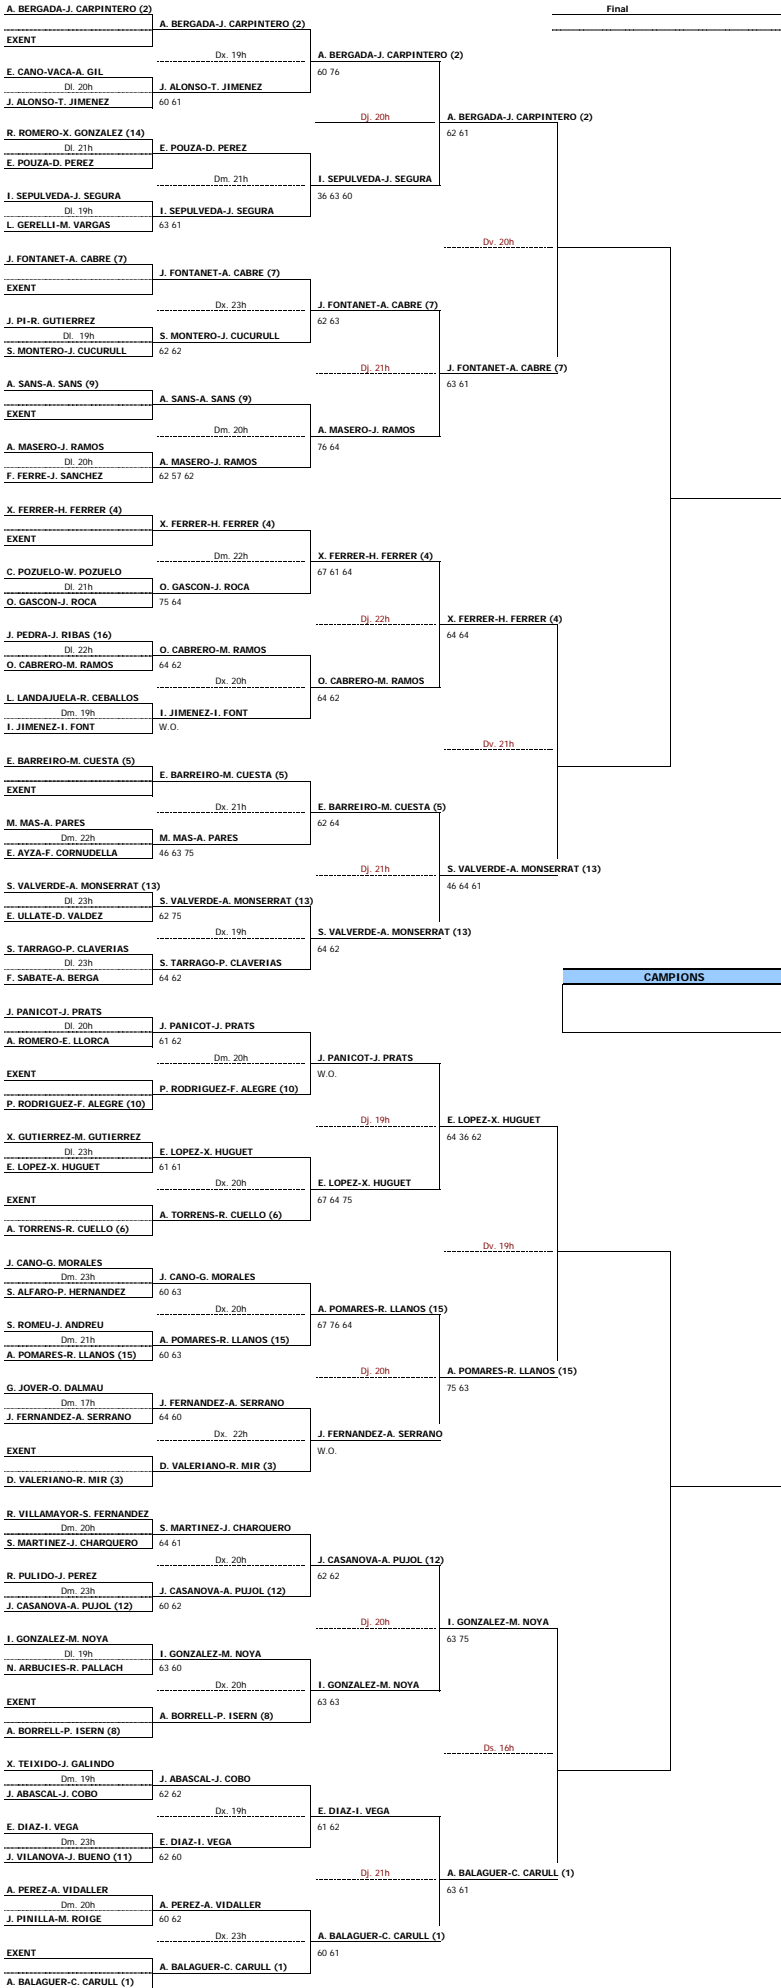 A. BERGADA-J. CARPINTERO (2)
Final
A. BERGADA-J. CARPINTERO (2)
EXENT
Dx. 19h
A. BERGADA-J. CARPINTERO (2)
E. CANO-VACA-A. GIL
60 76
Dl. 20h
J. ALONSO-T. JIMENEZ
J. ALONSO-T. JIMENEZ
60 61
Dj. 20h
A. BERGADA-J. CARPINTERO (2)
R. ROMERO-X. GONZALEZ (14)
62 61
Dl. 21h
E. POUZA-D. PEREZ
E. POUZA-D. PEREZ
Dm. 21h
I. SEPULVEDA-J. SEGURA
I. SEPULVEDA-J. SEGURA
36 63 60
Dl. 19h
I. SEPULVEDA-J. SEGURA
L. GERELLI-M. VARGAS
63 61
Dv. 20h
J. FONTANET-A. CABRE (7)
J. FONTANET-A. CABRE (7)
EXENT
Dx. 23h
J. FONTANET-A. CABRE (7)
J. PI-R. GUTIERREZ
62 63
Dl. 19h
S. MONTERO-J. CUCURULL
S. MONTERO-J. CUCURULL
62 62
Dj. 21h
J. FONTANET-A. CABRE (7)
A. SANS-A. SANS (9)
63 61
A. SANS-A. SANS (9)
EXENT
Dm. 20h
A. MASERO-J. RAMOS
A. MASERO-J. RAMOS
76 64
Dl. 20h
A. MASERO-J. RAMOS
F. FERRE-J. SANCHEZ
62 57 62
X. FERRER-H. FERRER (4)
X. FERRER-H. FERRER (4)
EXENT
Dm. 22h
X. FERRER-H. FERRER (4)
C. POZUELO-W. POZUELO
67 61 64
Dl. 21h
O. GASCON-J. ROCA
O. GASCON-J. ROCA
75 64
Dj. 22h
X. FERRER-H. FERRER (4)
J. PEDRA-J. RIBAS (16)
64 64
Dl. 22h
O. CABRERO-M. RAMOS
O. CABRERO-M. RAMOS
64 62
Dx. 20h
O. CABRERO-M. RAMOS
L. LANDAJUELA-R. CEBALLOS
64 62
Dm. 19h
I. JIMENEZ-I. FONT
I. JIMENEZ-I. FONT
W.O.
Dv. 21h
E. BARREIRO-M. CUESTA (5)
E. BARREIRO-M. CUESTA (5)
EXENT
Dx. 21h
E. BARREIRO-M. CUESTA (5)
M. MAS-A. PARES
62 64
Dm. 22h
M. MAS-A. PARES
E. AYZA-F. CORNUDELLA
46 63 75
Dj. 21h
S. VALVERDE-A. MONSERRAT (13)
S. VALVERDE-A. MONSERRAT (13)
46 64 61
Dl. 23h
S. VALVERDE-A. MONSERRAT (13)
E. ULLATE-D. VALDEZ
62 75
Dx. 19h
S. VALVERDE-A. MONSERRAT (13)
S. TARRAGO-P. CLAVERIAS
64 62
Dl. 23h
S. TARRAGO-P. CLAVERIAS
F. SABATE-A. BERGA
64 62
CAMPIONS
J. PANICOT-J. PRATS
Dl. 20h
J. PANICOT-J. PRATS
A. ROMERO-E. LLORCA
61 62
Dm. 20h
J. PANICOT-J. PRATS
EXENT
W.O.
P. RODRIGUEZ-F. ALEGRE (10)
P. RODRIGUEZ-F. ALEGRE (10)
Dj. 19h
E. LOPEZ-X. HUGUET
X. GUTIERREZ-M. GUTIERREZ
64 36 62
Dl. 23h
E. LOPEZ-X. HUGUET
E. LOPEZ-X. HUGUET
61 61
Dx. 20h
E. LOPEZ-X. HUGUET
EXENT
67 64 75
A. TORRENS-R. CUELLO (6)
A. TORRENS-R. CUELLO (6)
Dv. 19h
J. CANO-G. MORALES
Dm. 23h
J. CANO-G. MORALES
S. ALFARO-P. HERNANDEZ
60 63
Dx. 20h
A. POMARES-R. LLANOS (15)
S. ROMEU-J. ANDREU
67 76 64
Dm. 21h
A. POMARES-R. LLANOS (15)
A. POMARES-R. LLANOS (15)
60 63
Dj. 20h
A. POMARES-R. LLANOS (15)
G. JOVER-O. DALMAU
75 63
Dm. 17h
J. FERNANDEZ-A. SERRANO
J. FERNANDEZ-A. SERRANO
64 60
Dx. 22h
J. FERNANDEZ-A. SERRANO
EXENT
W.O.
D. VALERIANO-R. MIR (3)
D. VALERIANO-R. MIR (3)
R. VILLAMAYOR-S. FERNANDEZ
Dm. 20h
S. MARTINEZ-J. CHARQUERO
S. MARTINEZ-J. CHARQUERO
64 61
Dx. 20h
J. CASANOVA-A. PUJOL (12)
R. PULIDO-J. PEREZ
62 62
Dm. 23h
J. CASANOVA-A. PUJOL (12)
J. CASANOVA-A. PUJOL (12)
60 62
Dj. 20h
I. GONZALEZ-M. NOYA
I. GONZALEZ-M. NOYA
63 75
Dl. 19h
I. GONZALEZ-M. NOYA
N. ARBUCIES-R. PALLACH
63 60
Dx. 20h
I. GONZALEZ-M. NOYA
EXENT
63 63
A. BORRELL-P. ISERN (8)
A. BORRELL-P. ISERN (8)
Ds. 16h
X. TEIXIDO-J. GALINDO
Dm. 19h
J. ABASCAL-J. COBO
J. ABASCAL-J. COBO
62 62
Dx. 19h
E. DIAZ-I. VEGA
E. DIAZ-I. VEGA
61 62
Dm. 23h
E. DIAZ-I. VEGA
J. VILANOVA-J. BUENO (11)
62 60
Dj. 21h
A. BALAGUER-C. CARULL (1)
A. PEREZ-A. VIDALLER
63 61
Dm. 20h
A. PEREZ-A. VIDALLER
J. PINILLA-M. ROIGE
60 62
Dx. 23h
A. BALAGUER-C. CARULL (1)
EXENT
60 61
A. BALAGUER-C. CARULL (1)
A. BALAGUER-C. CARULL (1)